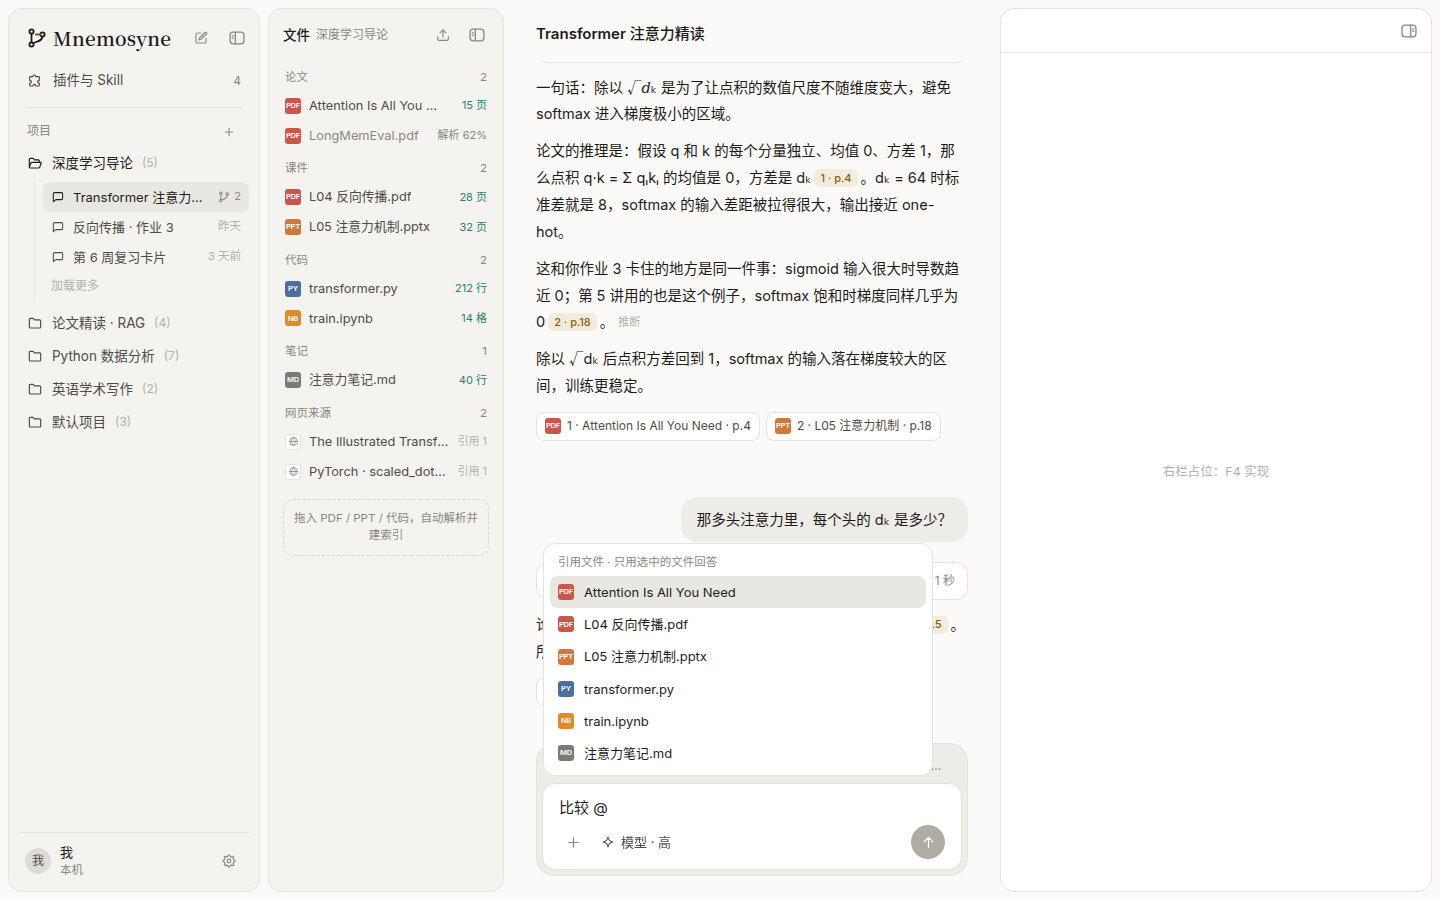 Mnemosyne
插件与 Skill 4
项目
深度学习导论 (5)
Transformer 注意力... 2
反向传播 · 作业 3 昨天
第 6 周复习卡片 3 天前
加载更多
论文精读 · RAG (4)
Python 数据分析 (7)
英语学术写作 (2)
默认项目 (3)
我 我
本机
文件 深度学习导论
论文 2
PDF Attention Is All You ... 15 页
PDF LongMemEval.pdf 解析 62%
课件 2
PDF L04 反向传播.pdf 28 页
PPT L05 注意力机制.pptx 32 页
代码 2
PY transformer.py 212 行
NB train.ipynb 14 格
笔记 1
MD 注意力笔记.md 40 行
网页来源 2
The Illustrated Transf... 引用 1
PyTorch · scaled_dot... 引用 1
拖入 PDF / PPT / 代码，自动解析并
建索引
Transformer 注意力精读
一句话：除以 √dₖ 是为了让点积的数值尺度不随维度变大，避免
softmax 进入梯度极小的区域。
论文的推理是：假设 q 和 k 的每个分量独立、均值 0、方差 1，那
么点积 q·k = Σ qᵢkᵢ 的均值是 0，方差是 dₖ 1 · p.4 。dₖ = 64 时标
准差就是 8，softmax 的输入差距被拉得很大，输出接近 one-
hot。
这和你作业 3 卡住的地方是同一件事：sigmoid 输入很大时导数趋
近 0；第 5 讲用的也是这个例子，softmax 饱和时梯度同样几乎为
0 2 · p.18 。 推断
除以 √dₖ 后点积方差回到 1，softmax 的输入落在梯度较大的区
间，训练更稳定。
PDF 1 · Attention Is All You Need · p.4 PPT 2 · L05 注意力机制 · p.18
那多头注意力里，每个头的 dₖ 是多少？
1 秒
.5 。
引用文件 · 只用选中的文件回答
PDF Attention Is All You Need
PDF L04 反向传播.pdf
PPT L05 注意力机制.pptx
PY transformer.py
NB train.ipynb
MD 注意力笔记.md
...
比较 @
模型 · 高
右栏占位：F4 实现